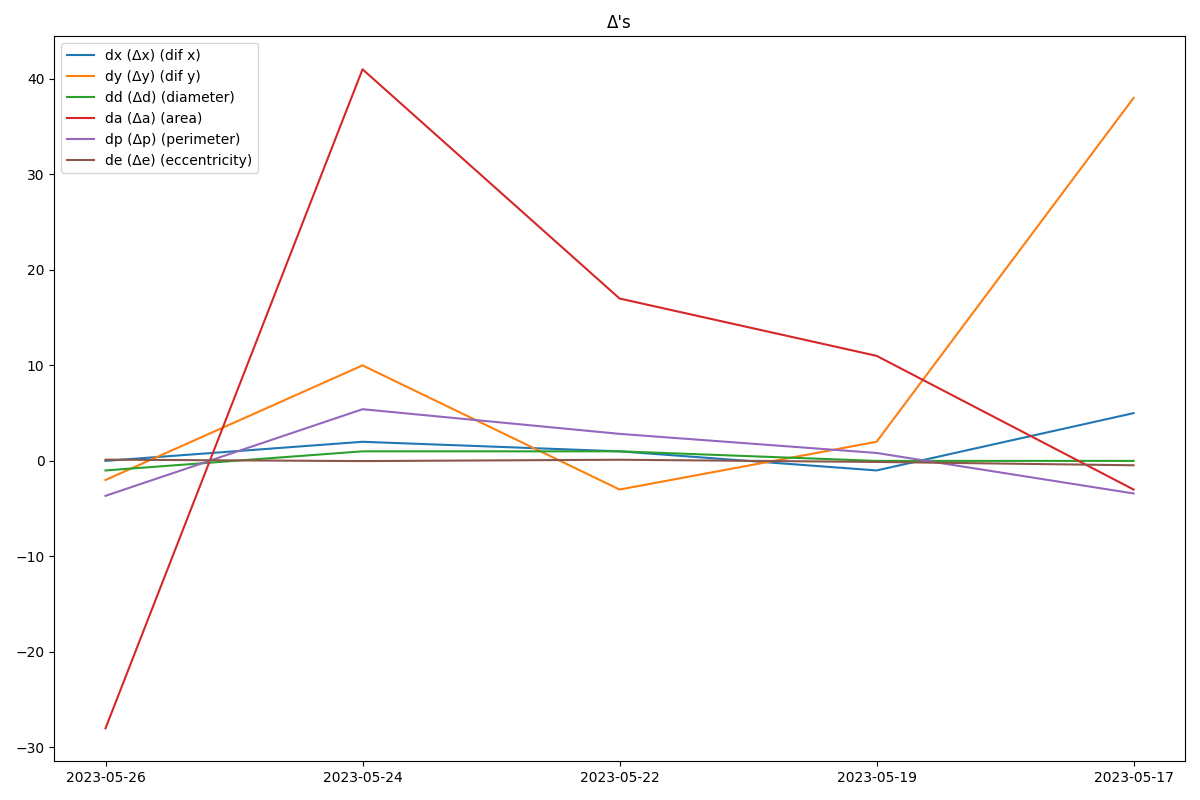 Δ's
dx (Δx) (dif x)
dy (Δy) (dif y)
dd (Δd) (diameter)
da (Δa) (area)
dp (Δp) (perimeter)
de (Δe) (eccentricity)
40
30
20
10
0
−10
−20
−30
2023-05-26 2023-05-24 2023-05-22 2023-05-19 2023-05-17